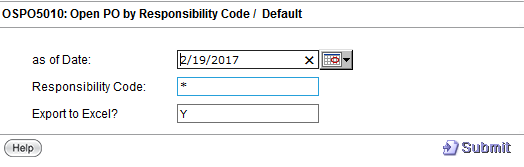 OSPO5010: Open PO by Responsibility Code / Default
as of Date: 2/19/2017
Responsibility Code: *
Export to Excel? Y
Help Submit